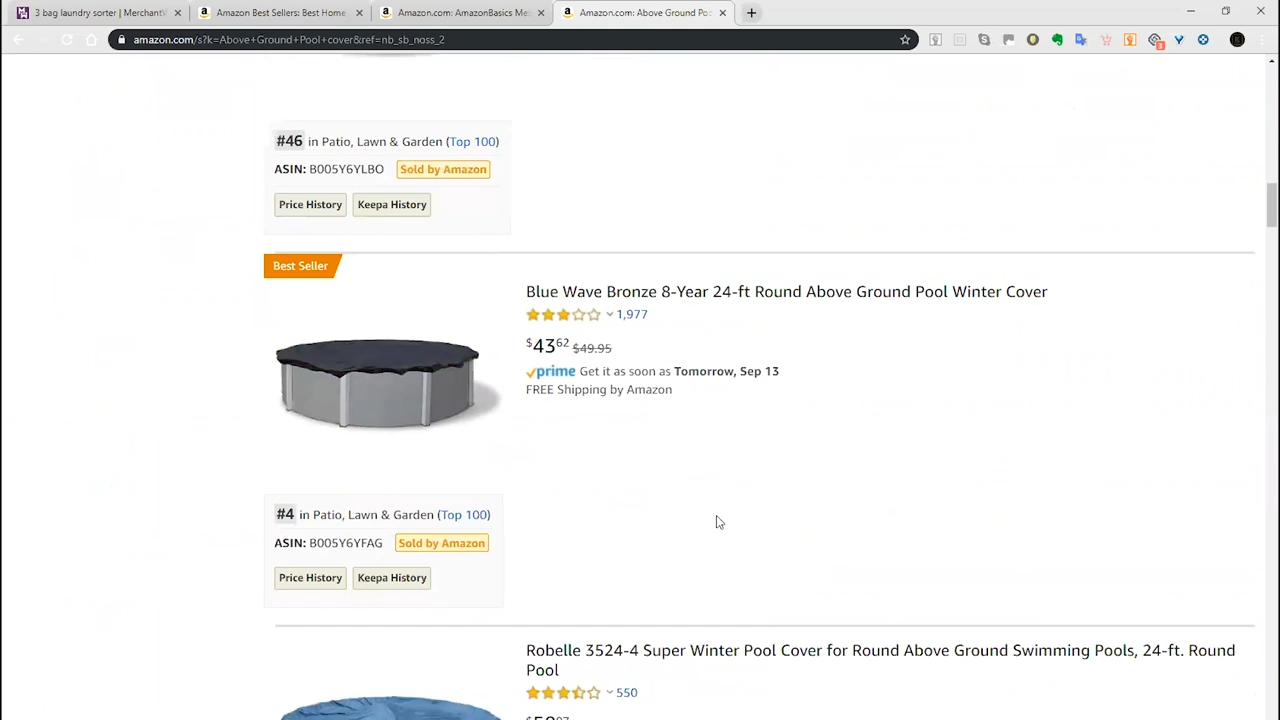 3 bag laundry sorter | Merchant
Amazon Best Sellers: Best Home
Amazon.com: AmazonBasics Me
Amazon.com: Above Ground Po
amazon.com/s?k=Above+Ground+Pool+cover&ref=nb_sb_noss_2
#46 in Patio, Lawn & Garden (Top 100)
ASIN: B005Y6YLBO Sold by Amazon
Price History Keepa History
Best Seller
Blue Wave Bronze 8-Year 24-ft Round Above Ground Pool Winter Cover
1,977
$43.62 $49.95
prime Get it as soon as Tomorrow, Sep 13
FREE Shipping by Amazon
#4 in Patio, Lawn & Garden (Top 100)
ASIN: B005Y6YFAG Sold by Amazon
Price History Keepa History
Robelle 3524-4 Super Winter Pool Cover for Round Above Ground Swimming Pools, 24-ft. Round
Pool
550